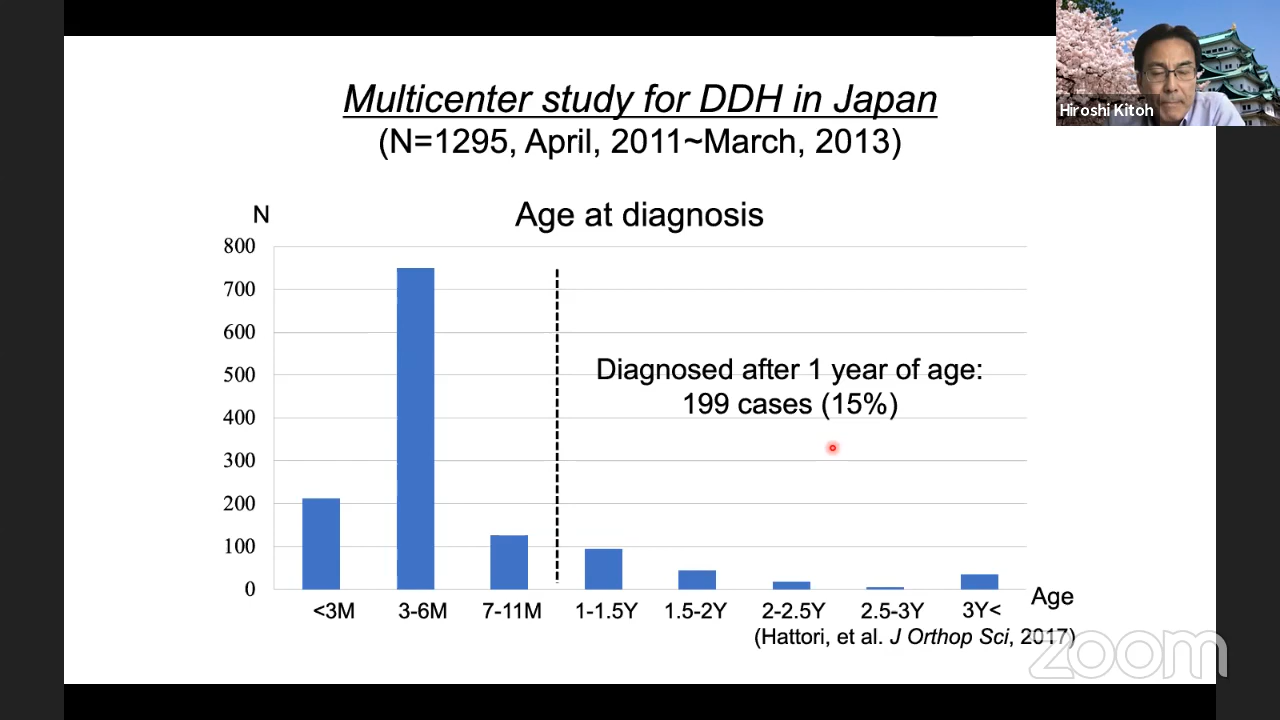 Hiroshi Kitoh
Multicenter study for DDH in Japan
(N=1295, April, 2011~March, 2013)
Age at diagnosis
N
800
700
600
500
400
300
200
100
0
Diagnosed after 1 year of age:
199 cases (15%)
<3M 3-6M 7-11M 1-1.5Y 1.5-2Y 2-2.5Y 2.5-3Y 3Y<
Age
(Hattori, et al. J Orthop Sci, 2017)
zoom